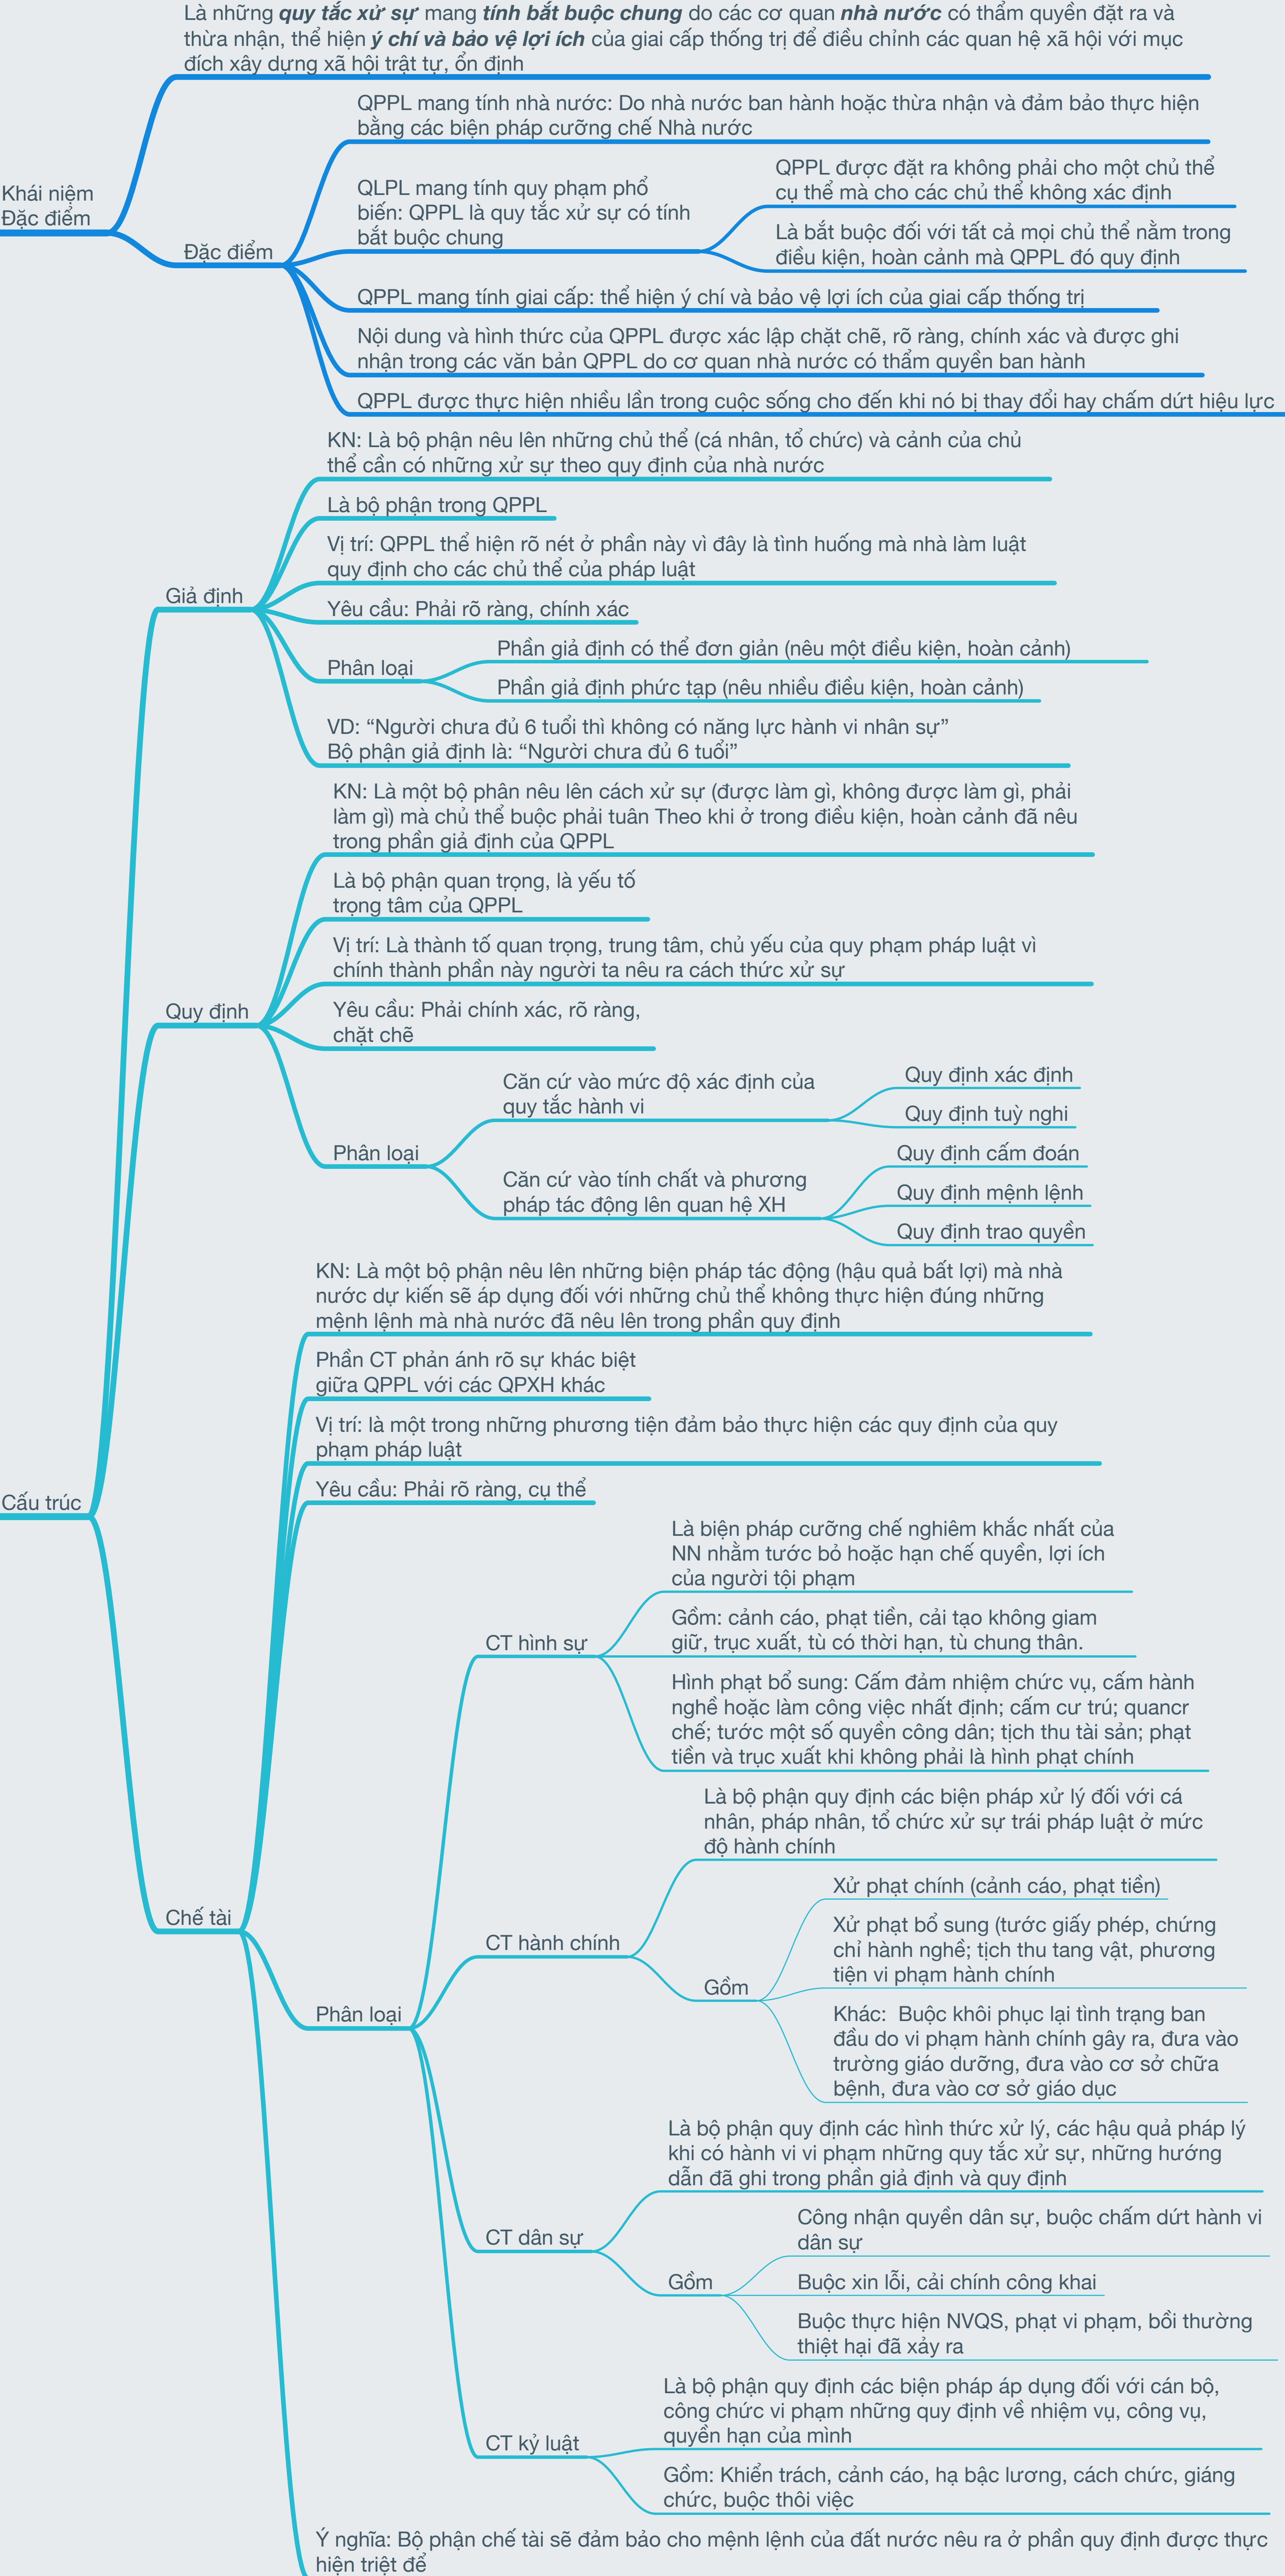 Là những quy tắc xử sự mang tính bắt buộc chung do các cơ quan nhà nước có thẩm quyền đặt ra và
thừa nhận, thể hiện ý chí và bảo vệ lợi ích của giai cấp thống trị để điều chỉnh các quan hệ xã hội với mục
đích xây dựng xã hội trật tự, ổn định
Khái niệm
Đặc điểm
Đặc điểm
QPPL mang tính nhà nước: Do nhà nước ban hành hoặc thừa nhận và đảm bảo thực hiện
bằng các biện pháp cưỡng chế Nhà nước
QLPL mang tính quy phạm phổ
biến: QPPL là quy tắc xử sự có tính
bắt buộc chung
QPPL được đặt ra không phải cho một chủ thể
cụ thể mà cho các chủ thể không xác định
Là bắt buộc đối với tất cả mọi chủ thể nằm trong
điều kiện, hoàn cảnh mà QPPL đó quy định
QPPL mang tính giai cấp: thể hiện ý chí và bảo vệ lợi ích của giai cấp thống trị
Nội dung và hình thức của QPPL được xác lập chặt chẽ, rõ ràng, chính xác và được ghi
nhận trong các văn bản QPPL do cơ quan nhà nước có thẩm quyền ban hành
QPPL được thực hiện nhiều lần trong cuộc sống cho đến khi nó bị thay đổi hay chấm dứt hiệu lực
Cấu trúc
Giả định
KN: Là bộ phận nêu lên những chủ thể (cá nhân, tổ chức) và cảnh của chủ
thể cần có những xử sự theo quy định của nhà nước
Là bộ phận trong QPPL
Vị trí: QPPL thể hiện rõ nét ở phần này vì đây là tình huống mà nhà làm luật
quy định cho các chủ thể của pháp luật
Yêu cầu: Phải rõ ràng, chính xác
Phân loại
Phần giả định có thể đơn giản (nêu một điều kiện, hoàn cảnh)
Phần giả định phức tạp (nêu nhiều điều kiện, hoàn cảnh)
VD: “Người chưa đủ 6 tuổi thì không có năng lực hành vi nhân sự”
Bộ phận giả định là: “Người chưa đủ 6 tuổi”
Quy định
KN: Là một bộ phân nêu lên cách xử sự (được làm gì, không được làm gì, phải
làm gì) mà chủ thể buộc phải tuân Theo khi ở trong điều kiện, hoàn cảnh đã nêu
trong phần giả định của QPPL
Là bộ phận quan trọng, là yếu tố
trọng tâm của QPPL
Vị trí: Là thành tố quan trọng, trung tâm, chủ yếu của quy phạm pháp luật vì
chính thành phần này người ta nêu ra cách thức xử sự
Yêu cầu: Phải chính xác, rõ ràng,
chặt chẽ
Phân loại
Căn cứ vào mức độ xác định của
quy tắc hành vi
Quy định xác định
Quy định tuỳ nghi
Căn cứ vào tính chất và phương
pháp tác động lên quan hệ XH
Quy định cấm đoán
Quy định mệnh lệnh
Quy định trao quyền
Chế tài
KN: Là một bộ phận nêu lên những biện pháp tác động (hậu quả bất lợi) mà nhà
nước dự kiến sẽ áp dụng đối với những chủ thể không thực hiện đúng những
mệnh lệnh mà nhà nước đã nêu lên trong phần quy định
Phần CT phản ánh rõ sự khác biệt
giữa QPPL với các QPXH khác
Vị trí: là một trong những phương tiện đảm bảo thực hiện các quy định của quy
phạm pháp luật
Yêu cầu: Phải rõ ràng, cụ thể
Phân loại
CT hình sự
Là biện pháp cưỡng chế nghiêm khắc nhất của
NN nhằm tước bỏ hoặc hạn chế quyền, lợi ích
của người tội phạm
Gồm: cảnh cáo, phạt tiền, cải tạo không giam
giữ, trục xuất, tù có thời hạn, tù chung thân.
Hình phạt bổ sung: Cấm đảm nhiệm chức vụ, cấm hành
nghề hoặc làm công việc nhất định; cấm cư trú; quancr
chế; tước một số quyền công dân; tịch thu tài sản; phạt
tiền và trục xuất khi không phải là hình phạt chính
CT hành chính
Là bộ phận quy định các biện pháp xử lý đối với cá
nhân, pháp nhân, tổ chức xử sự trái pháp luật ở mức
độ hành chính
Gồm
Xử phạt chính (cảnh cáo, phạt tiền)
Xử phạt bổ sung (tước giấy phép, chứng
chỉ hành nghề; tịch thu tang vật, phương
tiện vi phạm hành chính
Khác:  Buộc khôi phục lại tình trạng ban
đầu do vi phạm hành chính gây ra, đưa vào
trường giáo dưỡng, đưa vào cơ sở chữa
bệnh, đưa vào cơ sở giáo dục
CT dân sự
Là bộ phận quy định các hình thức xử lý, các hậu quả pháp lý
khi có hành vi vi phạm những quy tắc xử sự, những hướng
dẫn đã ghi trong phần giả định và quy định
Gồm
Công nhận quyền dân sự, buộc chấm dứt hành vi
dân sự
Buộc xin lỗi, cải chính công khai
Buộc thực hiện NVQS, phạt vi phạm, bồi thường
thiệt hại đã xảy ra
CT kỷ luật
Là bộ phận quy định các biện pháp áp dụng đối với cán bộ,
công chức vi phạm những quy định về nhiệm vụ, công vụ,
quyền hạn của mình
Gồm: Khiển trách, cảnh cáo, hạ bậc lương, cách chức, giáng
chức, buộc thôi việc
Ý nghĩa: Bộ phận chế tài sẽ đảm bảo cho mệnh lệnh của đất nước nêu ra ở phần quy định được thực
hiện triệt để